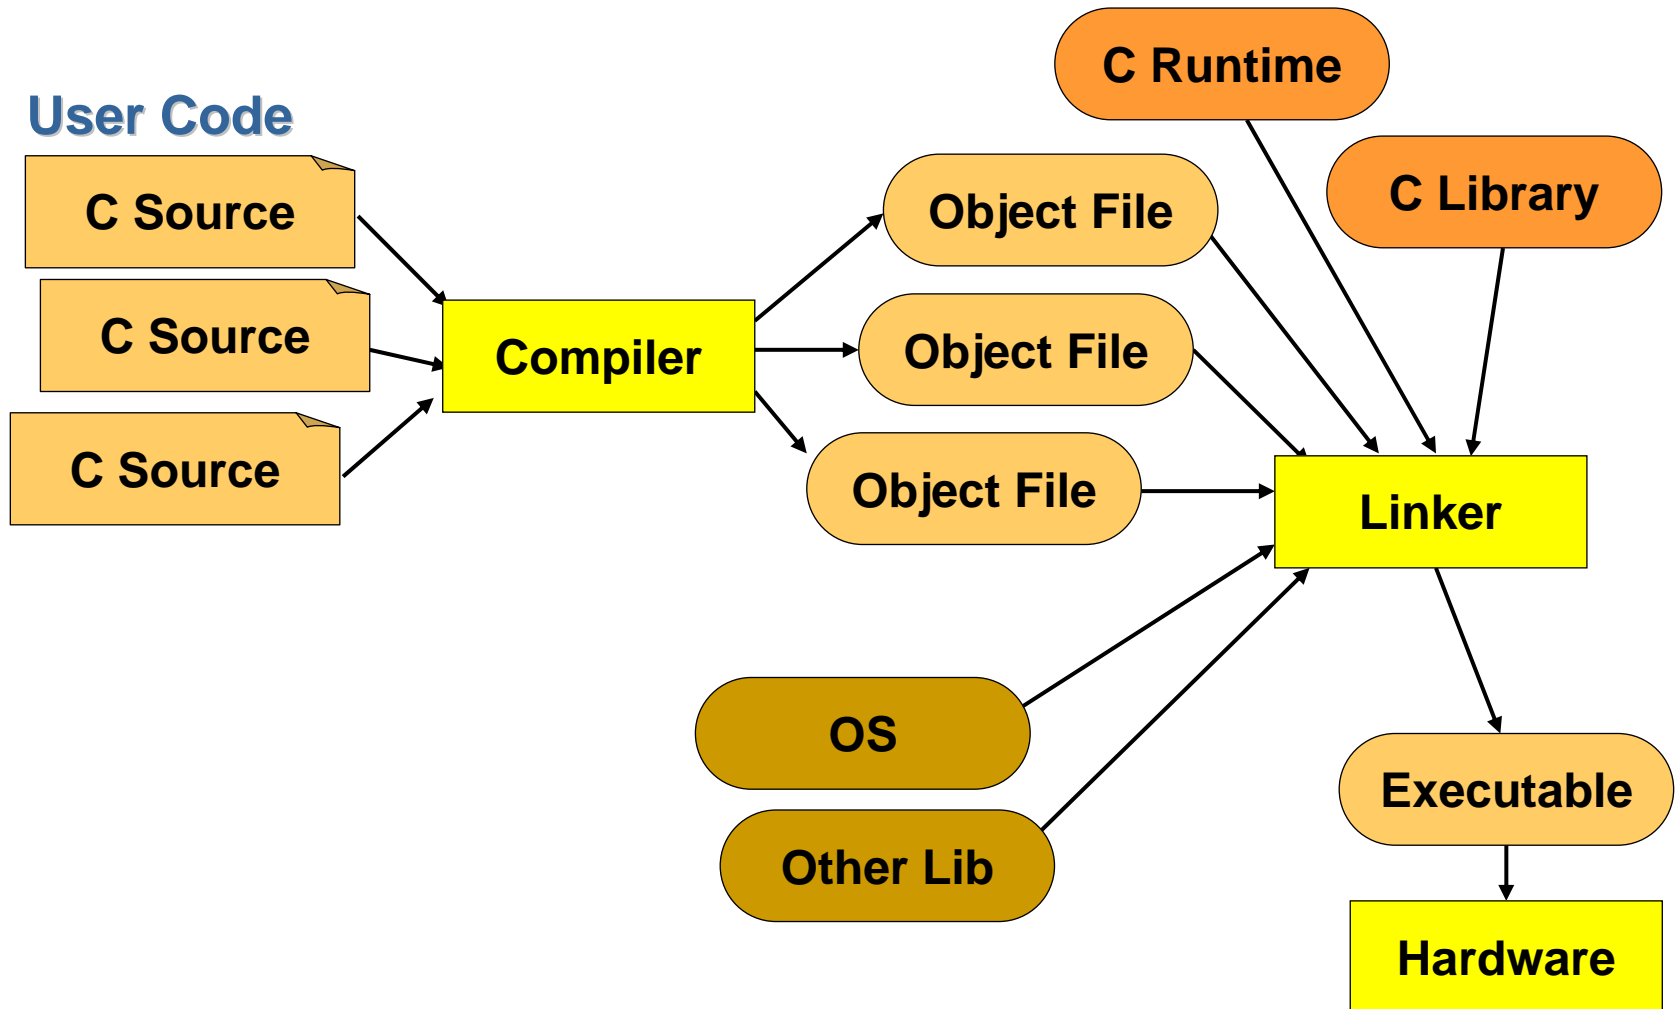 User Code
C Source
C Source
C Source
Compiler
Object File
Object File
Object File
C Runtime
C Library
Linker
OS
Other Lib
Executable
Hardware